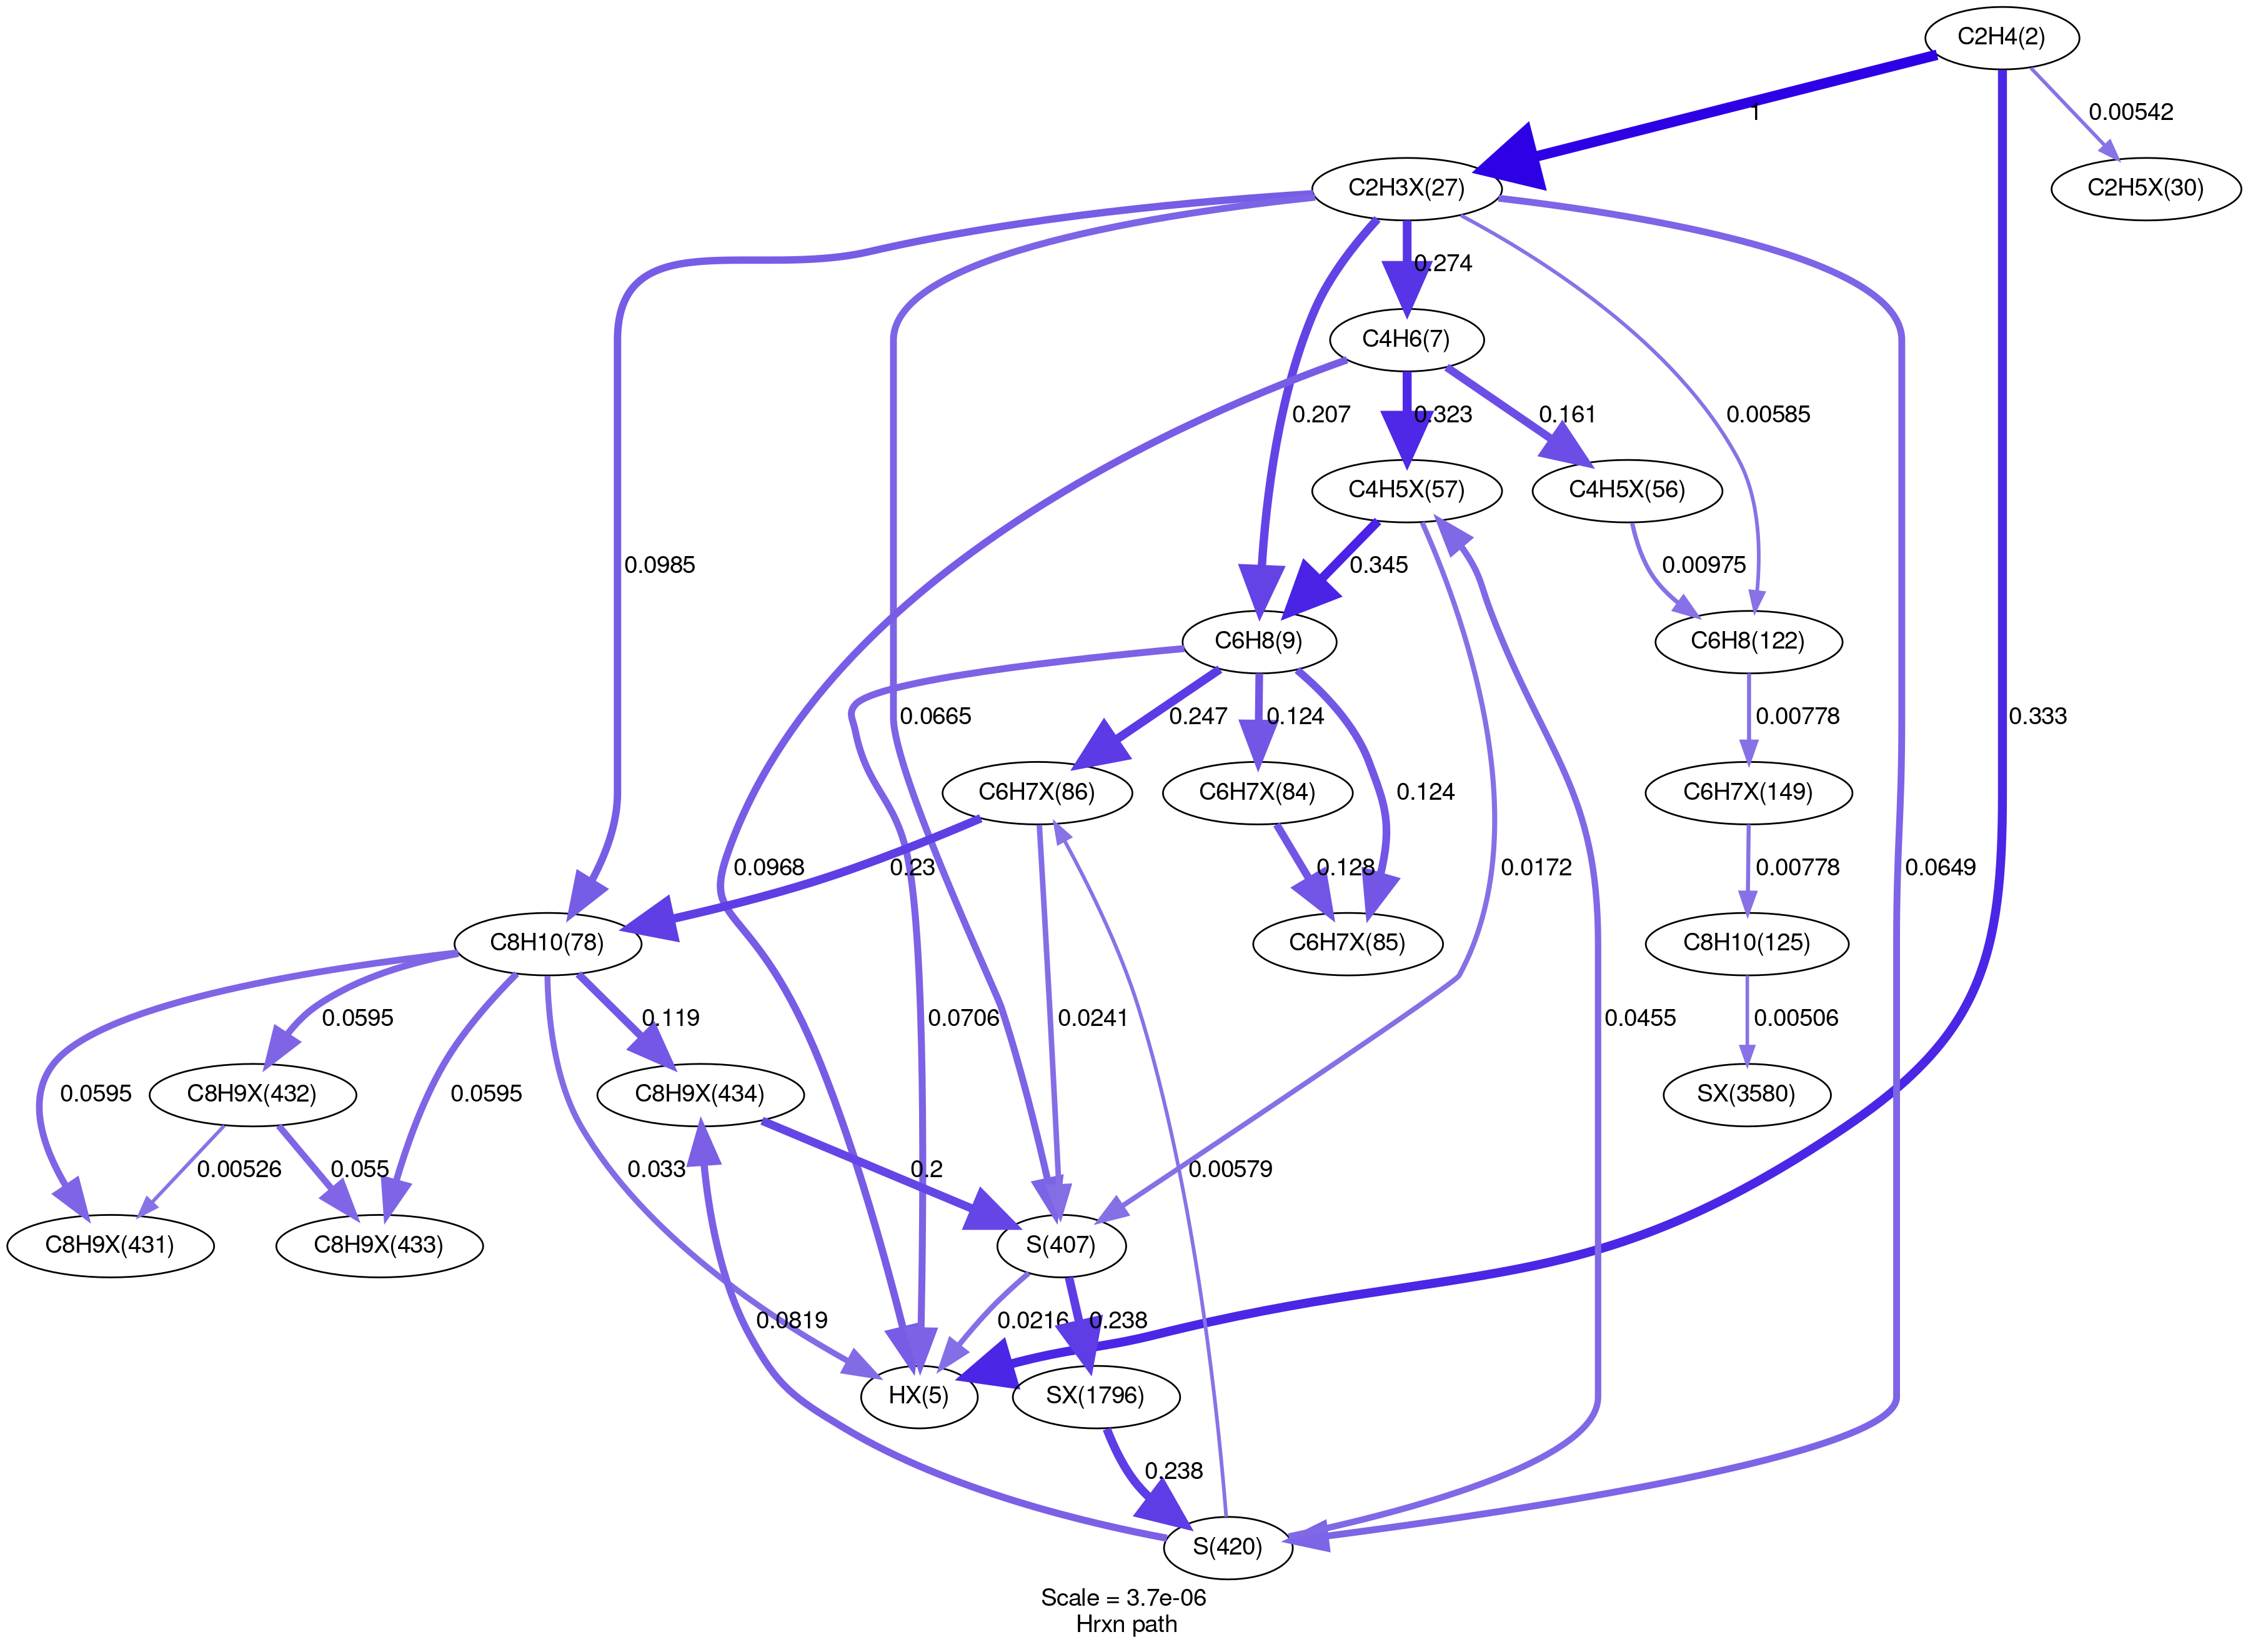 C2H4(2)
1
0.00542
C2H3X(27)
C2H5X(30)
0.274
C4H6(7)
0.207
0.323
0.161
0.00585
C4H5X(57)
C4H5X(56)
0.0985
0.345
0.00975
C6H8(9)
C6H8(122)
0.0665
0.247
0.124
0.00778
0.333
C6H7X(86)
C6H7X(84)
0.124
C6H7X(149)
0.0968
0.23
0.128
0.0172
0.00778
0.0649
C8H10(78)
C6H7X(85)
C8H10(125)
0.0595
0.119
0.0706
0.0241
0.0455
0.00506
0.0595
C8H9X(432)
0.0595
C8H9X(434)
SX(3580)
0.00526
0.055
0.033
0.2
0.00579
C8H9X(431)
C8H9X(433)
S(407)
0.0819
0.0216
0.238
HX(5)
SX(1796)
0.238
S(420)
Scale = 3.7e-06
Hrxn path